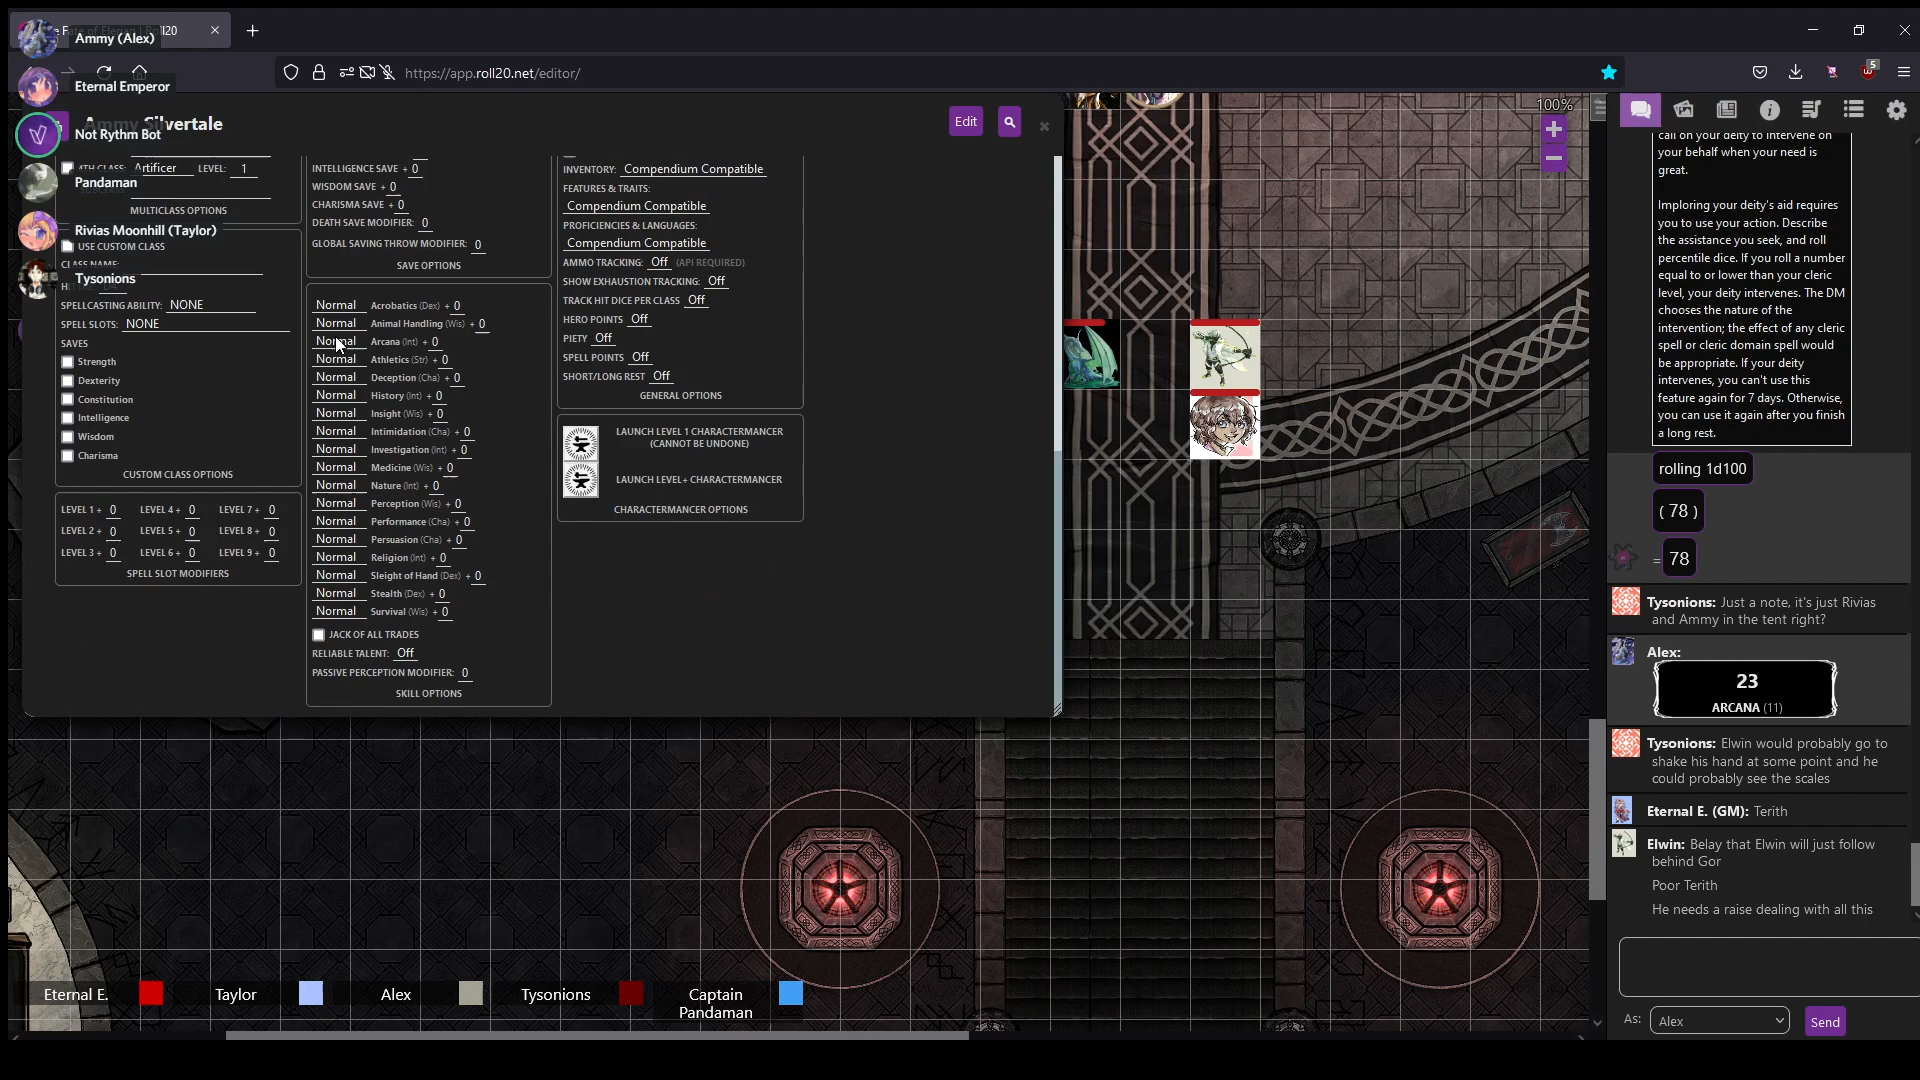 Fate of Ele
ll20
Ammy (Alex)
https://app.roll20.net/editor/
5
Eternal Emperor
Ammy Silvertale
Not Rythm Bot
Edit
4TH CLASS: Artificer LEVEL: 1
Pandaman
MULTICLASS OPTIONS
Rivias Moonhill (Taylor)
USE CUSTOM CLASS
CLASS NAME:
Tysonions
SPELLCASTING ABILITY: NONE
SPELL SLOTS: NONE
SAVES
Strength
Dexterity
Constitution
Intelligence
Wisdom
Charisma
CUSTOM CLASS OPTIONS
LEVEL 1 + 0 LEVEL 4 + 0 LEVEL 7 + 0
LEVEL 2 + 0 LEVEL 5 + 0 LEVEL 8 + 0
LEVEL 3 + 0 LEVEL 6 + 0 LEVEL 9 + 0
SPELL SLOT MODIFIERS
INTELLIGENCE SAVE + 0
WISDOM SAVE + 0
CHARISMA SAVE + 0
DEATH SAVE MODIFIER: 0
GLOBAL SAVING THROW MODIFIER: 0
SAVE OPTIONS
Normal Acrobatics (Dex) + 0
Normal Animal Handling (Wis) + 0
Normal Arcana (Int) + 0
Normal Athletics (Str) + 0
Normal Deception (Cha) + 0
Normal History (Int) + 0
Normal Insight (Wis) + 0
Normal Intimidation (Cha) + 0
Normal Investigation (Int) + 0
Normal Medicine (Wis) + 0
Normal Nature (Int) + 0
Normal Perception (Wis) + 0
Normal Performance (Cha) + 0
Normal Persuasion (Cha) + 0
Normal Religion (Int) + 0
Normal Sleight of Hand (Dex) + 0
Normal Stealth (Dex) + 0
Normal Survival (Wis) + 0
JACK OF ALL TRADES
RELIABLE TALENT: Off
PASSIVE PERCEPTION MODIFIER: 0
SKILL OPTIONS
INVENTORY: Compendium Compatible
FEATURES & TRAITS:
Compendium Compatible
PROFICIENCIES & LANGUAGES:
Compendium Compatible
AMMO TRACKING: Off (API REQUIRED)
SHOW EXHAUSTION TRACKING: Off
TRACK HIT DICE PER CLASS Off
HERO POINTS Off
PIETY Off
SPELL POINTS Off
SHORT/LONG REST Off
GENERAL OPTIONS
LAUNCH LEVEL 1 CHARACTERMANCER
(CANNOT BE UNDONE)
LAUNCH LEVEL+ CHARACTERMANCER
CHARACTERMANCER OPTIONS
100%
call on your deity to intervene on
your behalf when your need is
great.
Imploring your deity's aid requires
you to use your action. Describe
the assistance you seek, and roll
percentile dice. If you roll a number
equal to or lower than your cleric
level, your deity intervenes. The DM
chooses the nature of the
intervention; the effect of any cleric
spell or cleric domain spell would
be appropriate. If your deity
intervenes, you can't use this
feature again for 7 days. Otherwise,
you can use it again after you finish
a long rest.
rolling 1d100
( 78 )
= 78
Tysonions: Just a note, it's just Rivias
and Ammy in the tent right?
Alex:
23
ARCANA (11)
Tysonions: Elwin would probably go to
shake his hand at some point and he
could probably see the scales
Eternal E. (GM): Terith
Elwin: Belay that Elwin will just follow
behind Gor
Poor Terith
He needs a raise dealing with all this
As: Alex
Send
Eternal E.
Taylor
Alex
Tysonions
Captain
Pandaman